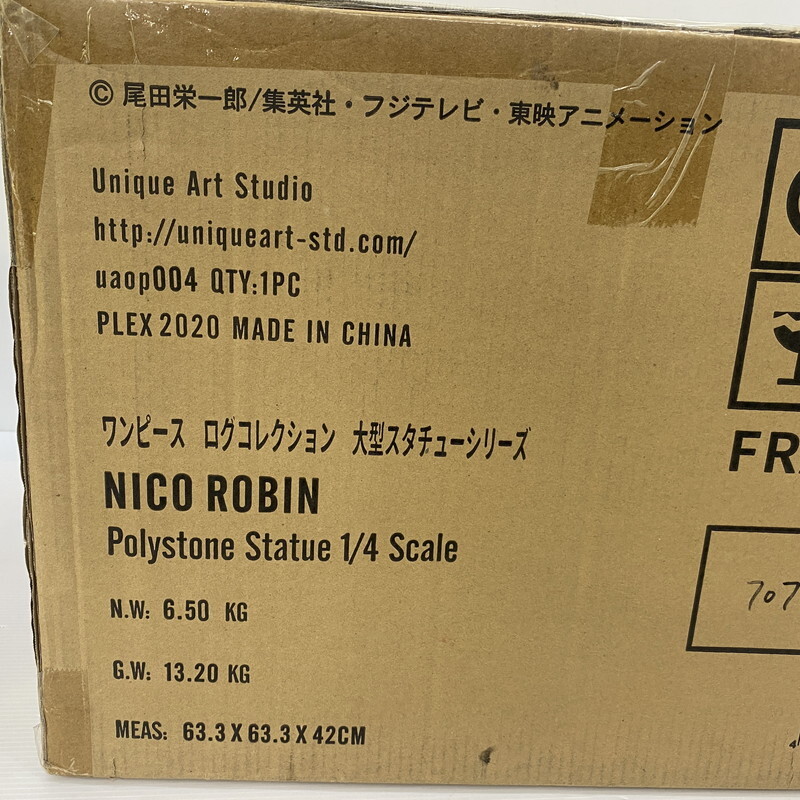 © 尾田栄一郎/集英社・フジテレビ・東映アニメーション
Unique Art Studio
http://uniqueart-std.com/
uaop004 QTY:1PC
PLEX 2020 MADE IN CHINA
ワンピース ログコレクション 大型スタチューシリーズ
NICO ROBIN
Polystone Statue 1/4 Scale
N.W: 6.50 KG
G.W: 13.20 KG
MEAS: 63.3 X 63.3 X 42CM